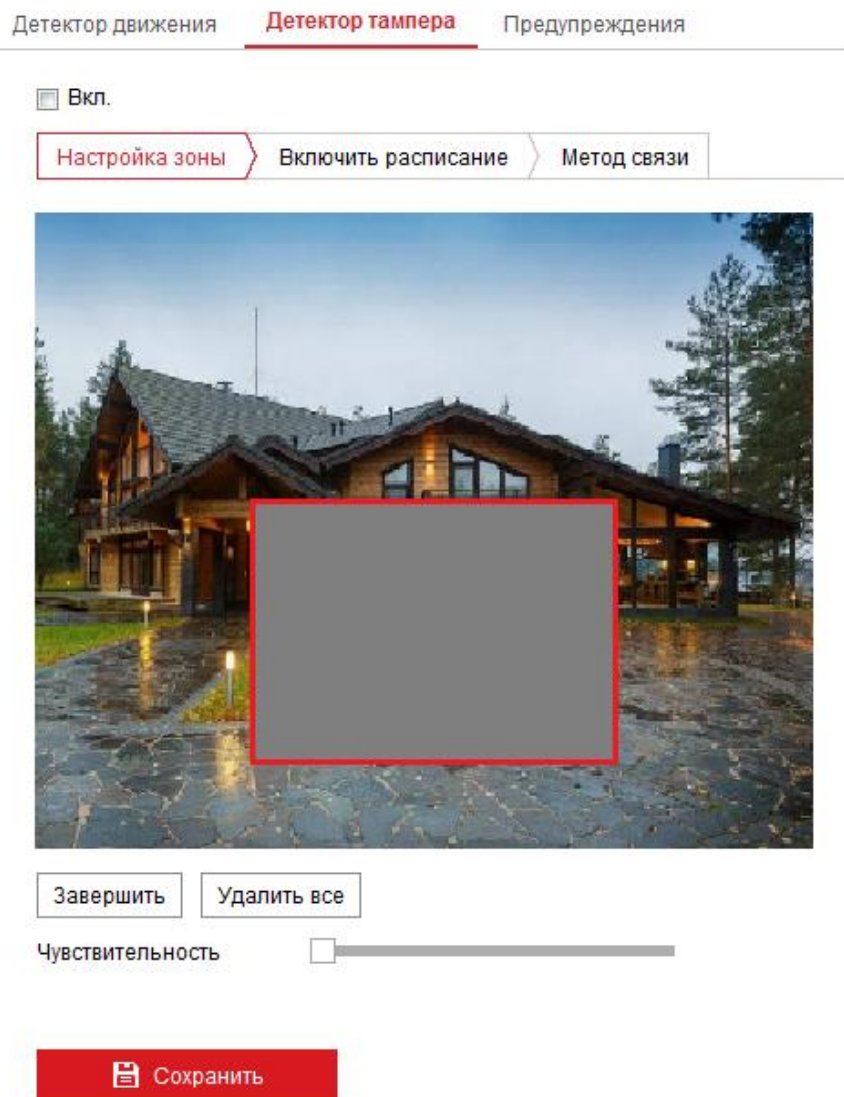 Детектор движения Детектор тампера Предупреждения
Вкл.
Настройка зоны Включить расписание Метод связи
Завершить Удалить все
Чувствительность
Сохранить